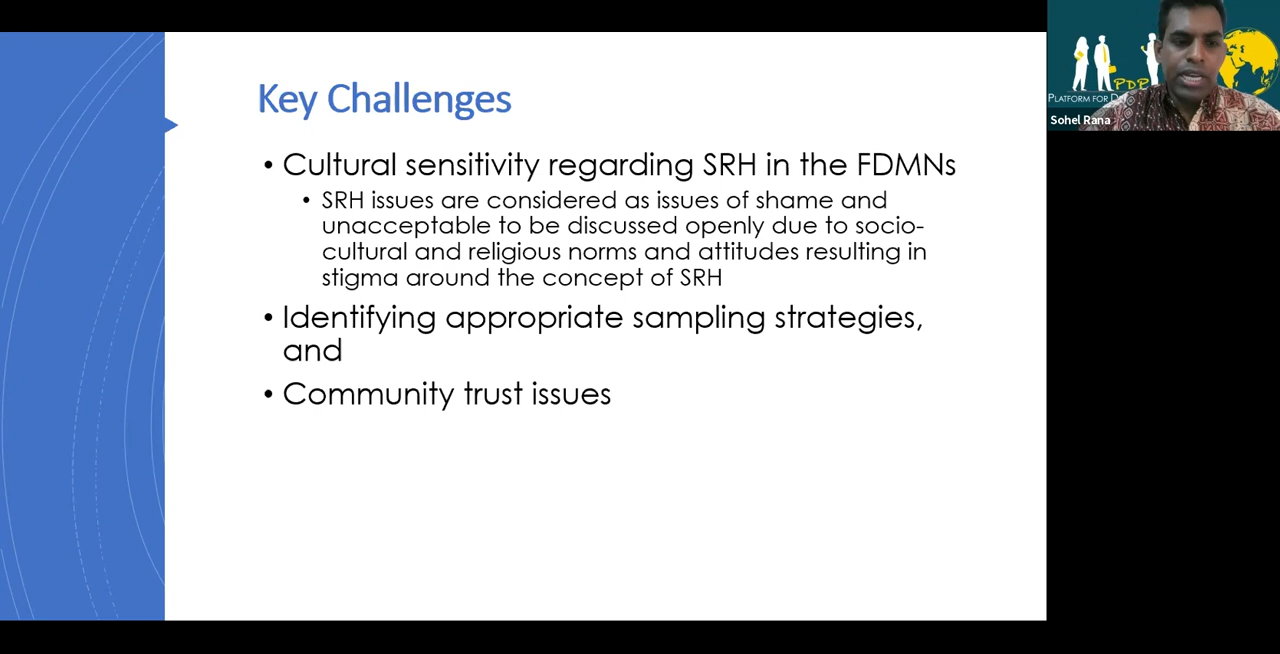 Key Challenges
• Cultural sensitivity regarding SRH in the FDMNs
• SRH issues are considered as issues of shame and
unacceptable to be discussed openly due to socio-
cultural and religious norms and attitudes resulting in
stigma around the concept of SRH
• Identifying appropriate sampling strategies,
and
• Community trust issues
PDP
PLATFORM FOR
Sohel Rana